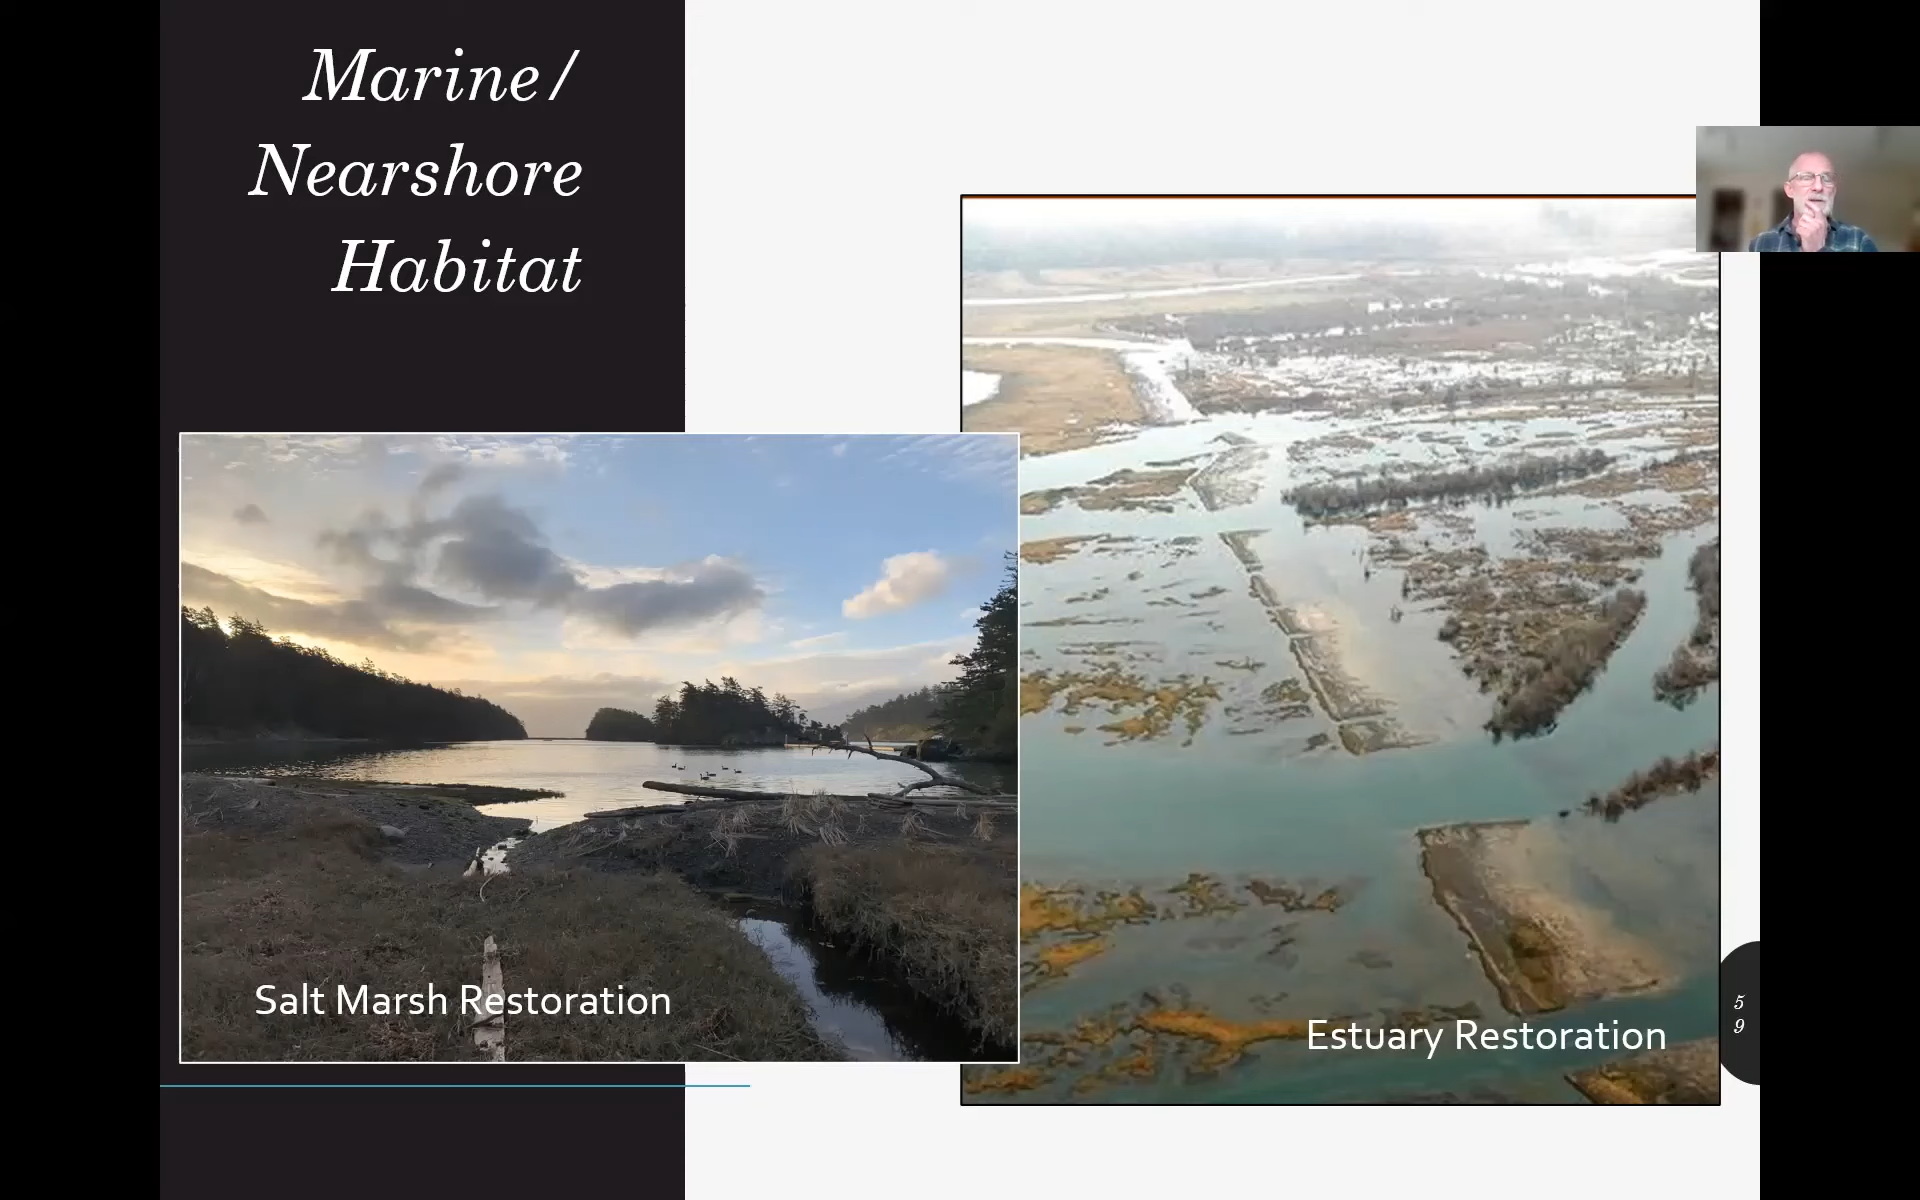 Marine/
Nearshore
Habitat
Salt Marsh Restoration
Estuary Restoration
5
9